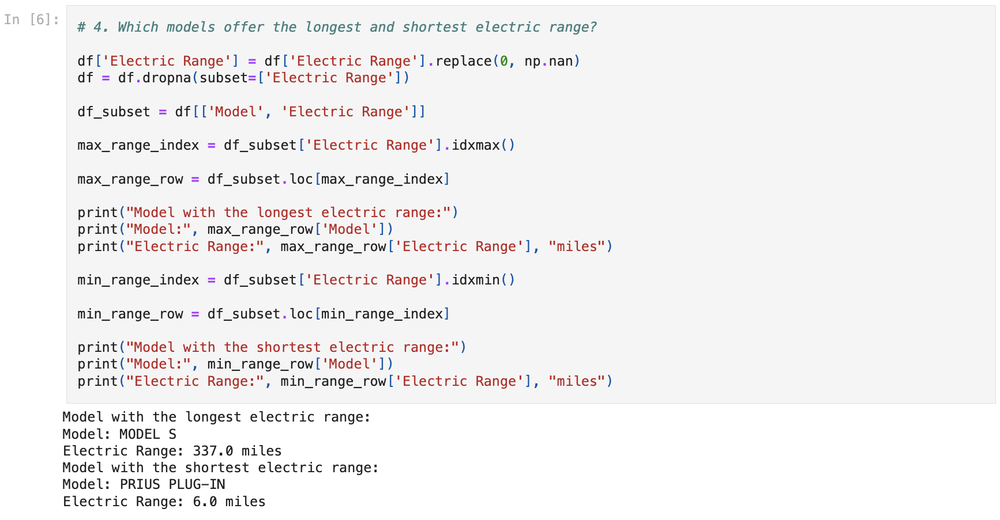 In [6]:
# 4. Which models offer the longest and shortest electric range?
df['Electric Range'] = df['Electric Range'].replace(0, np.nan)
df = df.dropna(subset=['Electric Range'])
df_subset = df[['Model', 'Electric Range']]
max_range_index = df_subset['Electric Range'].idxmax()
max_range_row = df_subset.loc[max_range_index]
print("Model with the longest electric range:")
print("Model:", max_range_row['Model'])
print("Electric Range:", max_range_row['Electric Range'], "miles")
min_range_index = df_subset['Electric Range'].idxmin()
min_range_row = df_subset.loc[min_range_index]
print("Model with the shortest electric range:")
print("Model:", min_range_row['Model'])
print("Electric Range:", min_range_row['Electric Range'], "miles")
Model with the longest electric range:
Model: MODEL S
Electric Range: 337.0 miles
Model with the shortest electric range:
Model: PRIUS PLUG-IN
Electric Range: 6.0 miles